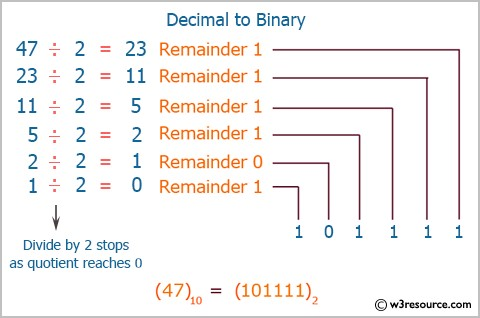 Decimal to Binary
47 ÷ 2 = 23 Remainder 1
23 ÷ 2 = 11 Remainder 1
11 ÷ 2 = 5 Remainder 1
5 ÷ 2 = 2 Remainder 1
2 ÷ 2 = 1 Remainder 0
1 ÷ 2 = 0 Remainder 1
1 0 1 1 1 1
Divide by 2 stops
as quotient reaches 0
(47)₁₀ = (101111)₂
© w3resource.com